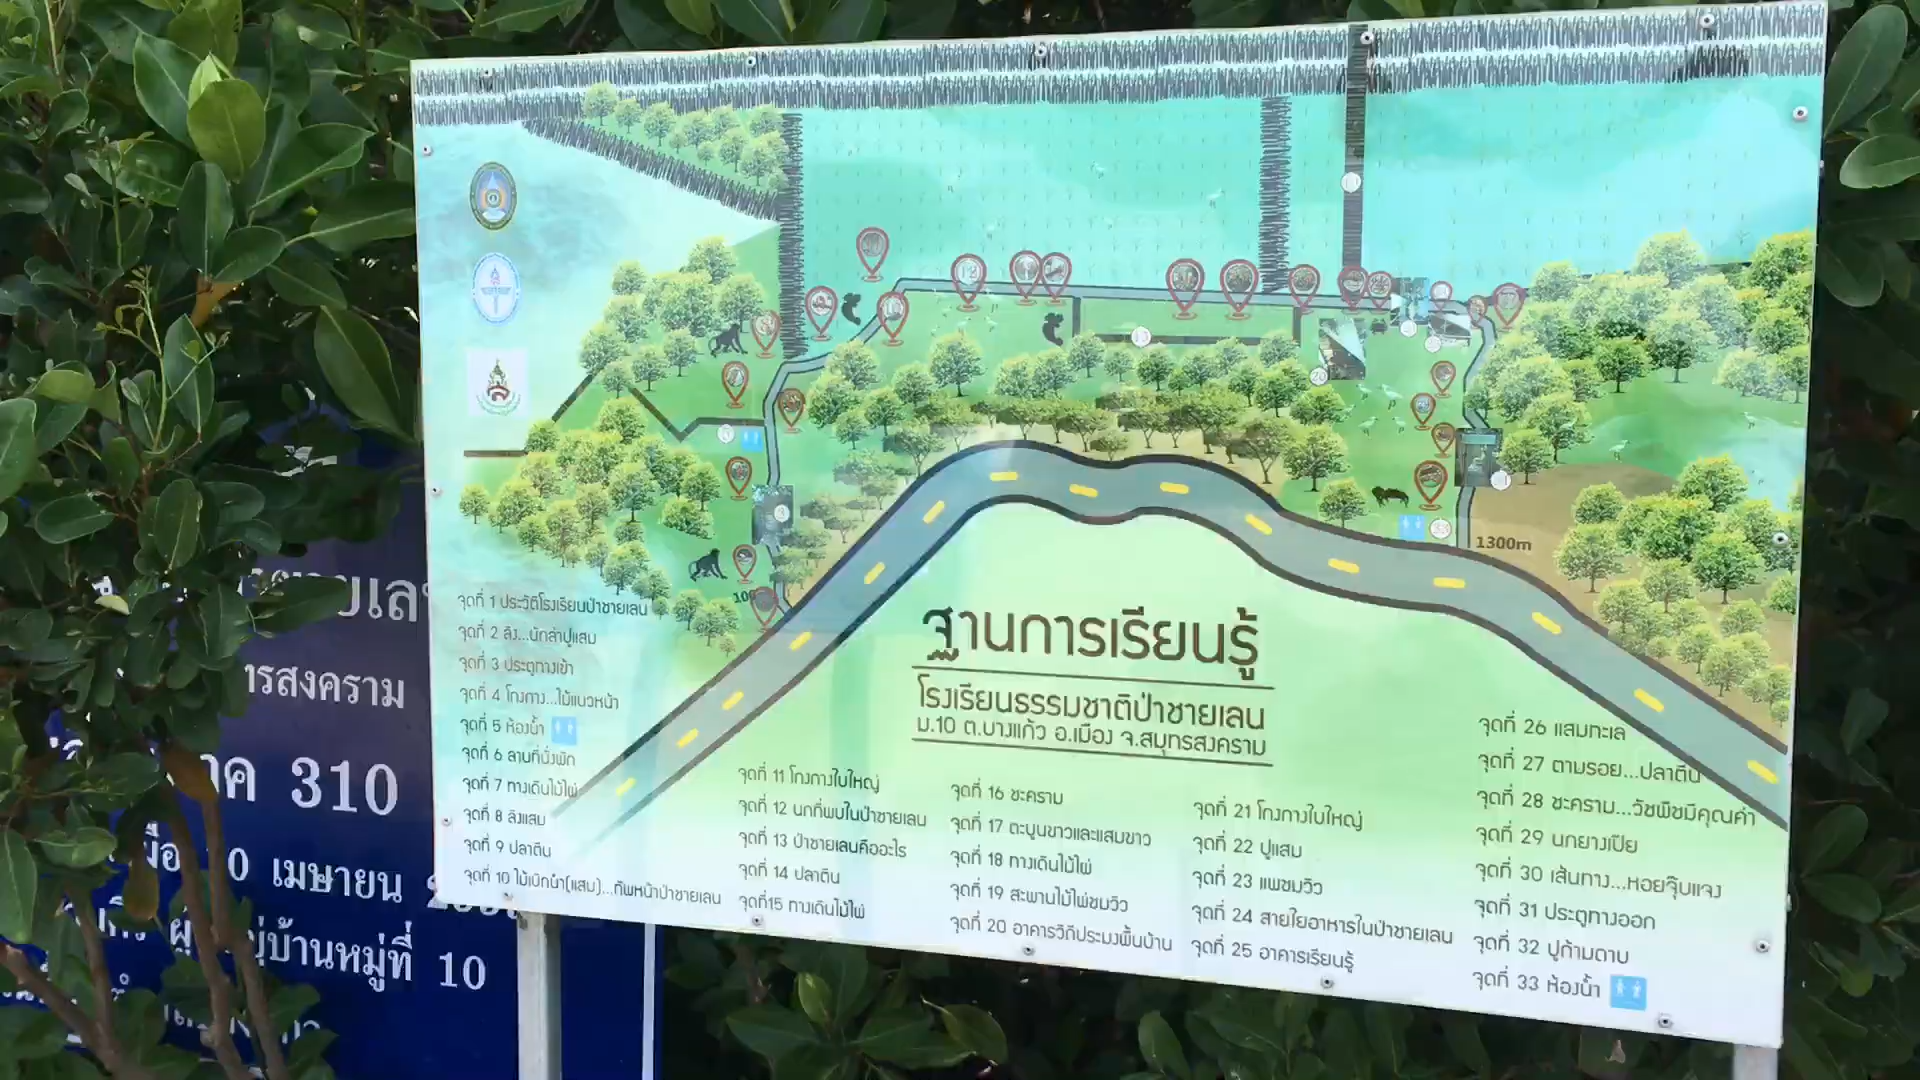 ฐานการเรียนรู้
โรงเรียนธรรมชาติป่าชายเลน
ม.10 ต.บางแก้ว อ.เมือง จ.สมุทรสงคราม
1300m
จุดที่ 1 ประวัติโรงเรียนป่าชายเลน
จุดที่ 2 ลิง...นักล่าปูแสม
จุดที่ 3 ประตูทางเข้า
จุดที่ 4 โกงกาง...ไม้แนวหน้า
จุดที่ 5 ห้องน้ำ
จุดที่ 6 ลานที่นั่งพัก
จุดที่ 7 ทางเดินไม้ไผ่
จุดที่ 8 ลิงแสม
จุดที่ 9 ปลาตีน
จุดที่ 10 ไม้เบิกนำ(แสม)...ทัพหน้าป่าชายเลน
จุดที่ 11 โกงกางใบใหญ่
จุดที่ 12 นกที่พบในป่าชายเลน
จุดที่ 13 ป่าชายเลนคืออะไร
จุดที่ 14 ปลาตีน
จุดที่15 ทางเดินไม้ไผ่
จุดที่ 16 ชะคราม
จุดที่ 17 ตะบูนขาวและแสมขาว
จุดที่ 18 ทางเดินไม้ไผ่
จุดที่ 19 สะพานไม้ไผ่ชมวิว
จุดที่ 20 อาคารวิถีประมงพื้นบ้าน
จุดที่ 21 โกงกางใบใหญ่
จุดที่ 22 ปูแสม
จุดที่ 23 แพชมวิว
จุดที่ 24 สายใยอาหารในป่าชายเลน
จุดที่ 25 อาคารเรียนรู้
จุดที่ 26 แสมทะเล
จุดที่ 27 ตามรอย...ปลาตีน
จุดที่ 28 ชะคราม...วัชพืชมีคุณค่า
จุดที่ 29 นกยางเปีย
จุดที่ 30 เส้นทาง...หอยจุ๊บแจง
จุดที่ 31 ประตูทางออก
จุดที่ 32 ปูก้ามดาบ
จุดที่ 33 ห้องน้ำ
310
เมษายน
หมู่ที่ 10